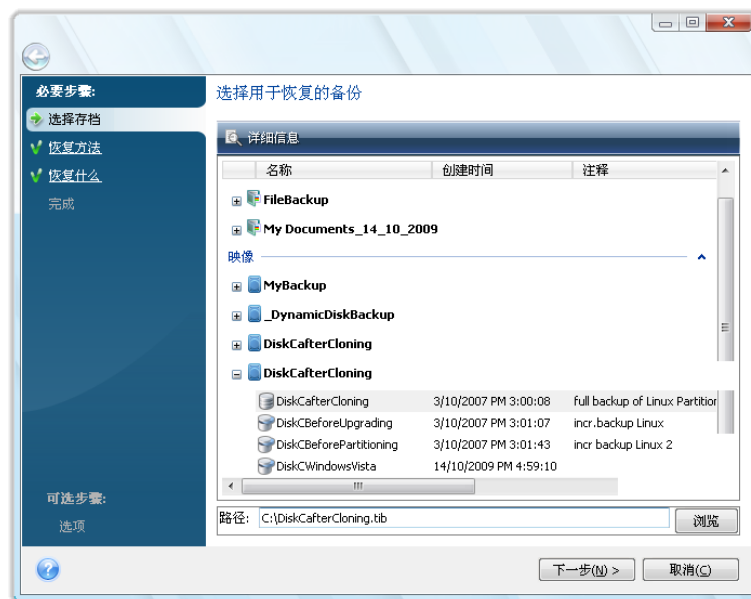 必要步骤:
选择存档
恢复方法
恢复什么
完成
可选步骤:
选项
选择用于恢复的备份
详细信息
名称 创建时间 注释
FileBackup
My Documents_14_10_2009
映像
MyBackup
_DynamicDiskBackup
DiskCafterCloning
DiskCafterCloning
DiskCafterCloning 3/10/2007 PM 3:00:08 full backup of Linux Partitior
DiskCBeforeUpgrading 3/10/2007 PM 3:01:07 incr.backup Linux
DiskCBeforePartitioning 3/10/2007 PM 3:01:43 incr backup Linux 2
DiskCWindowsVista 14/10/2009 PM 4:59:10
路径: C:\DiskCafterCloning.tib 浏览
下一步(N) > 取消(C)